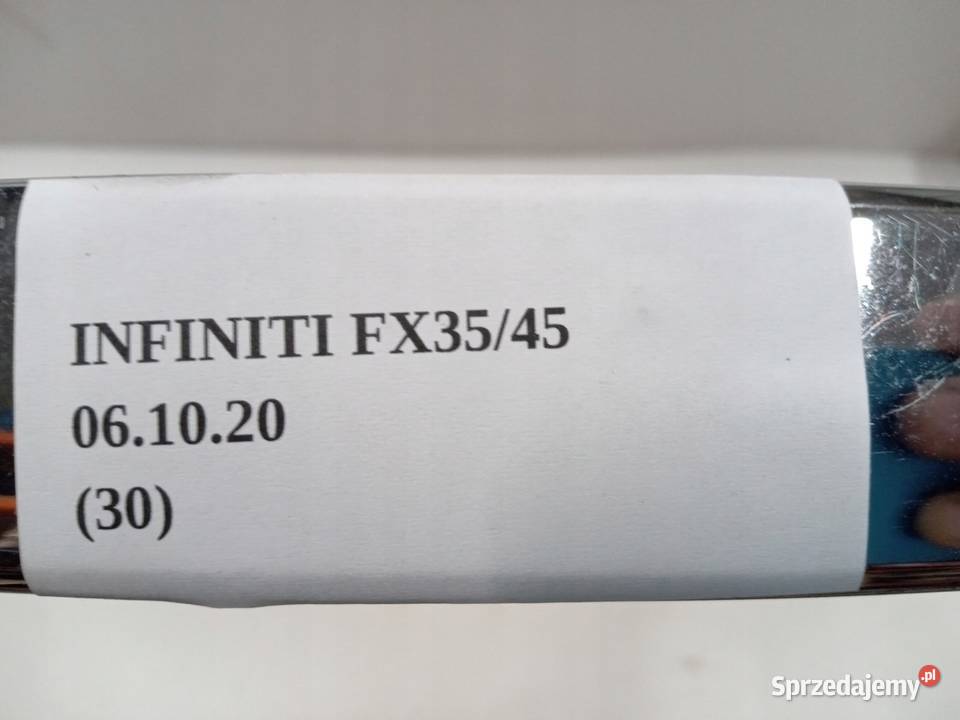 INFINITI FX35/45
06.10.20
(30)
Sprzedajemy.pl